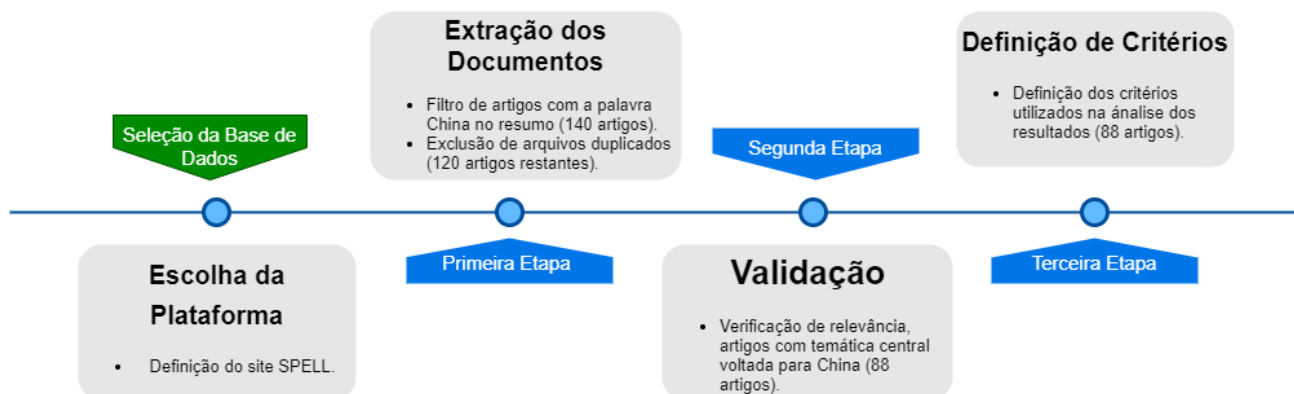 Seleção da Base de
Dados
Escolha da
Plataforma
• Definição do site SPELL.
Extração dos
Documentos
• Filtro de artigos com a palavra
China no resumo (140 artigos).
• Exclusão de arquivos duplicados
(120 artigos restantes).
Primeira Etapa
Segunda Etapa
Validação
• Verificação de relevância,
artigos com temática central
voltada para China (88
artigos).
Definição de Critérios
• Definição dos critérios
utilizados na ánalise dos
resultados (88 artigos).
Terceira Etapa